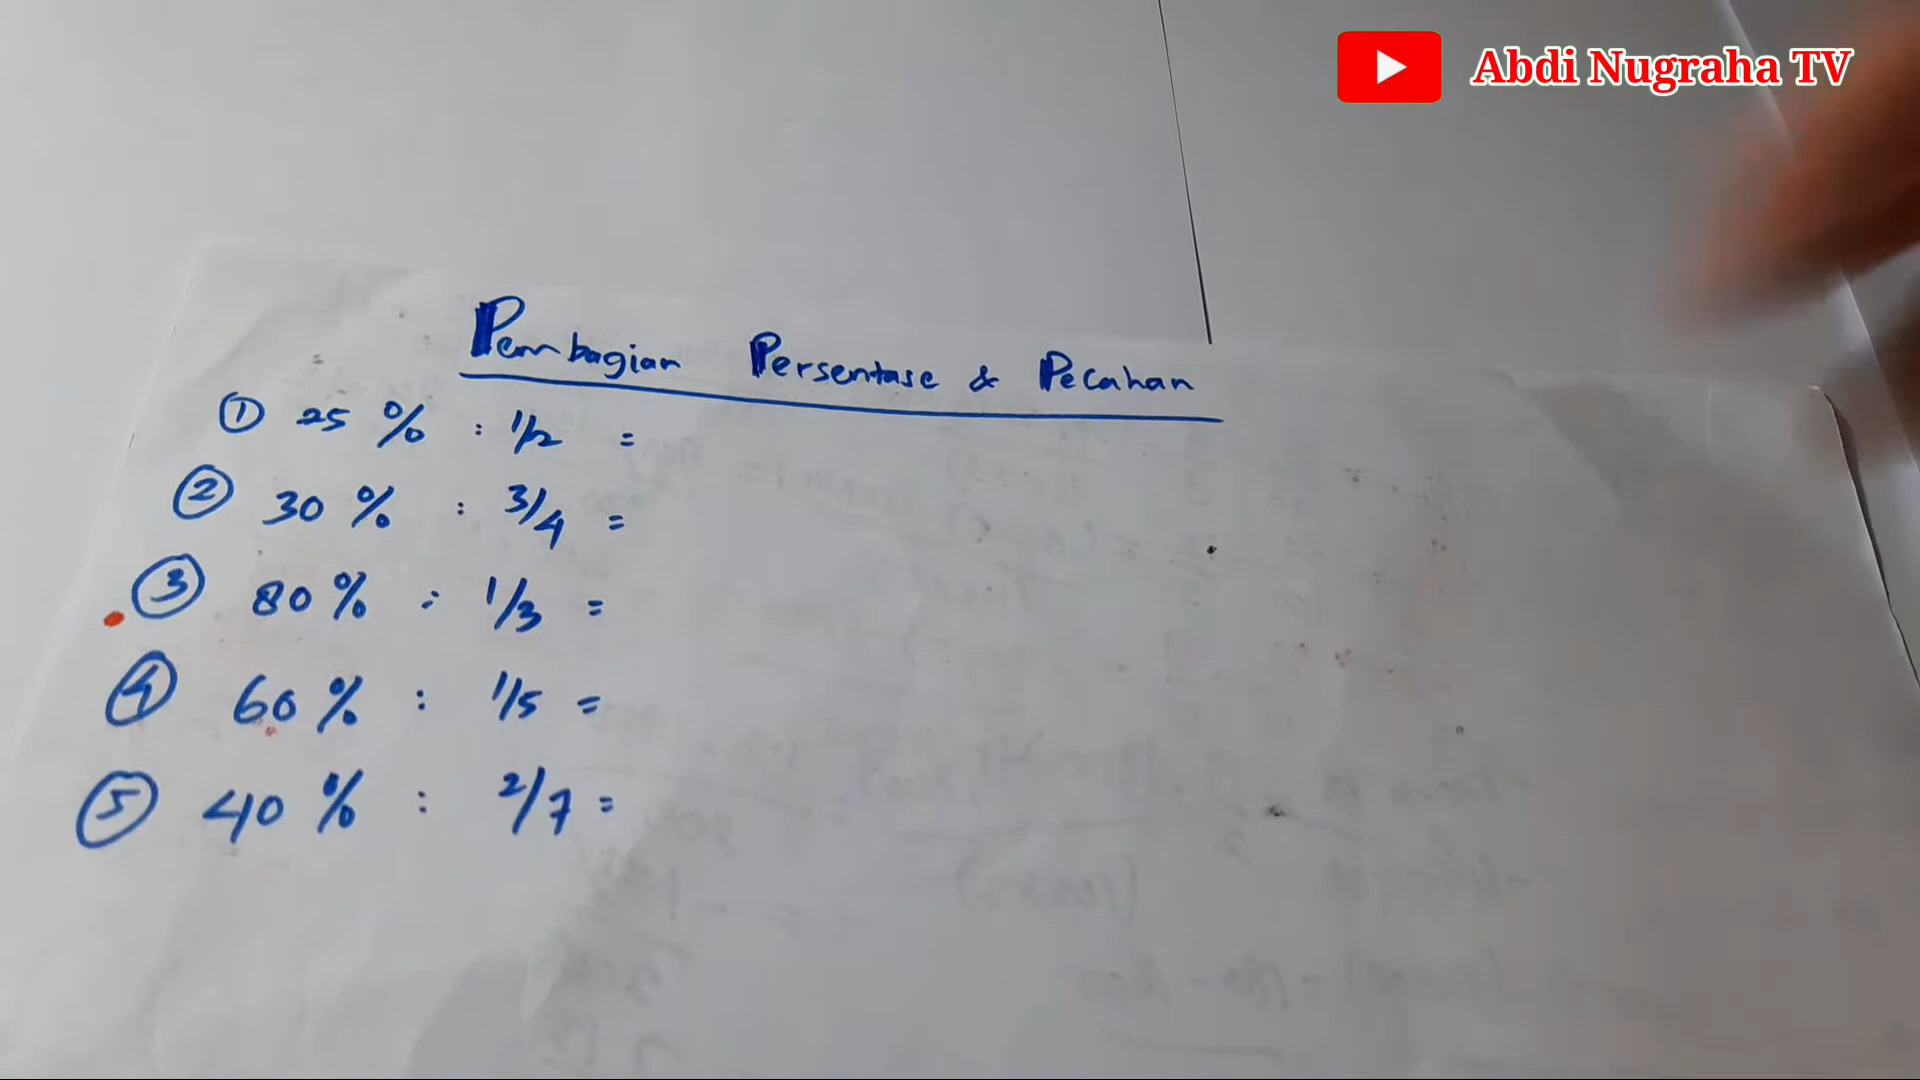 Abdi Nugraha TV
Pembagian Persentase & Pecahan
① 25 % : 1/2 =
② 30 % : 3/4 =
③ 80 % : 1/3 =
④ 60 % : 1/5 =
⑤ 40 % : 2/7 =